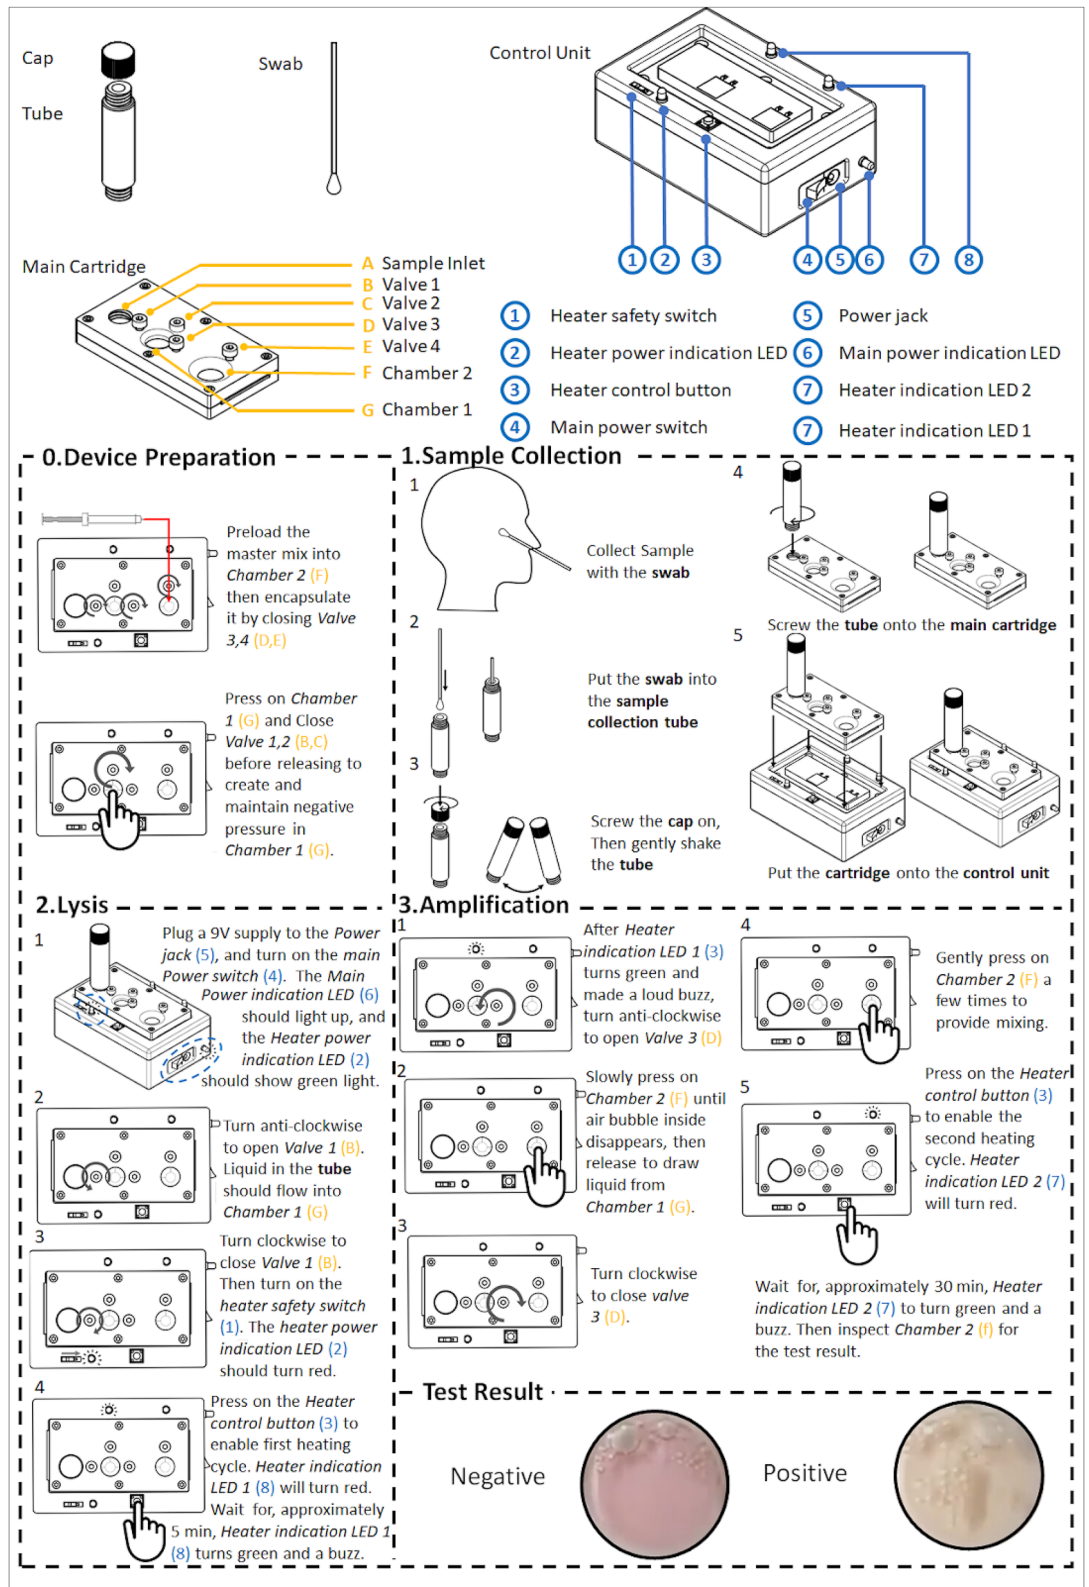 Cap
Tube
Swab
Control Unit
1 2 3 4 5 6 7 8
Main Cartridge
A Sample Inlet
B Valve 1
C Valve 2
D Valve 3
E Valve 4
F Chamber 2
G Chamber 1
1 Heater safety switch
2 Heater power indication LED
3 Heater control button
4 Main power switch
5 Power jack
6 Main power indication LED
7 Heater indication LED 2
7 Heater indication LED 1
0.Device Preparation
Preload the
master mix into
Chamber 2 (F)
then encapsulate
it by closing Valve
3,4 (D,E)
Press on Chamber
1 (G) and Close
Valve 1,2 (B,C)
before releasing to
create and
maintain negative
pressure in
Chamber 1 (G).
1.Sample Collection
1
Collect Sample
with the swab
2
Put the swab into
the sample
collection tube
3
Screw the cap on,
Then gently shake
the tube
4
Screw the tube onto the main cartridge
5
Put the cartridge onto the control unit
2.Lysis
1
Plug a 9V supply to the Power
jack (5), and turn on the main
Power switch (4). The Main
Power indication LED (6)
should light up, and
the Heater power
indication LED (2)
should show green light.
2
Turn anti-clockwise
to open Valve 1 (B).
Liquid in the tube
should flow into
Chamber 1 (G)
3
Turn clockwise to
close Valve 1 (B).
Then turn on the
heater safety switch
(1). The heater power
indication LED (2)
should turn red.
4
Press on the Heater
control button (3) to
enable first heating
cycle. Heater indication
LED 1 (8) will turn red.
Wait for, approximately
5 min, Heater indication LED 1
(8) turns green and a buzz.
3.Amplification
1
After Heater
indication LED 1 (3)
turns green and
made a loud buzz,
turn anti-clockwise
to open Valve 3 (D)
2
Slowly press on
Chamber 2 (F) until
air bubble inside
disappears, then
release to draw
liquid from
Chamber 1 (G).
3
Turn clockwise
to close valve
3 (D).
4
Gently press on
Chamber 2 (F) a
few times to
provide mixing.
5
Press on the Heater
control button (3)
to enable the
second heating
cycle. Heater
indication LED 2 (7)
will turn red.
Wait for, approximately 30 min, Heater
indication LED 2 (7) to turn green and a
buzz. Then inspect Chamber 2 (f) for
the test result.
Test Result
Negative
Positive